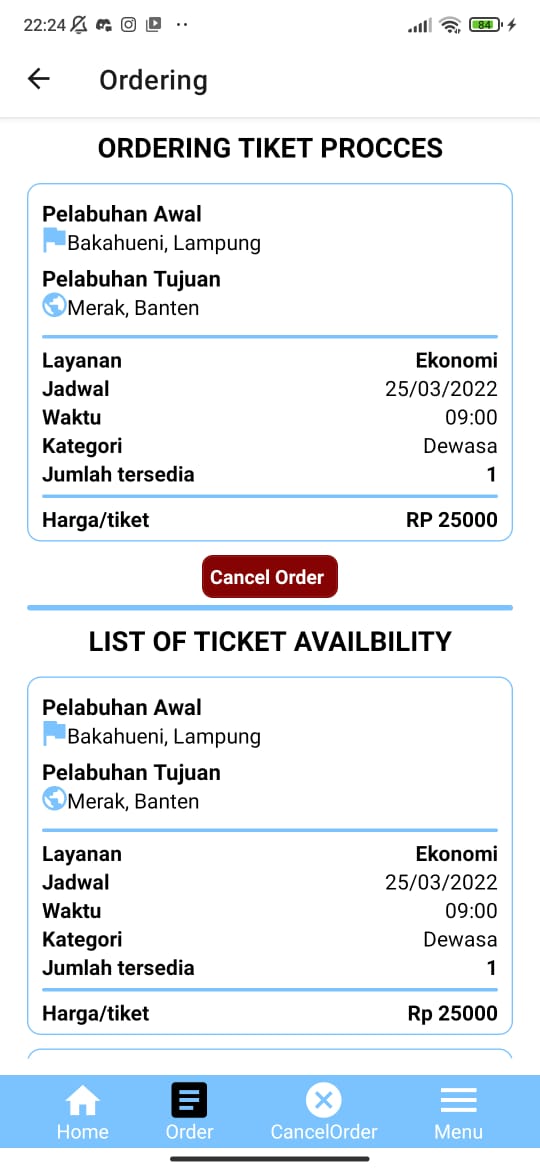 22:24
84
Ordering
ORDERING TIKET PROCCES
Pelabuhan Awal
Bakahueni, Lampung
Pelabuhan Tujuan
Merak, Banten
Layanan Ekonomi
Jadwal 25/03/2022
Waktu 09:00
Kategori Dewasa
Jumlah tersedia 1
Harga/tiket RP 25000
Cancel Order
LIST OF TICKET AVAILBILITY
Pelabuhan Awal
Bakahueni, Lampung
Pelabuhan Tujuan
Merak, Banten
Layanan Ekonomi
Jadwal 25/03/2022
Waktu 09:00
Kategori Dewasa
Jumlah tersedia 1
Harga/tiket Rp 25000
Home Order CancelOrder Menu